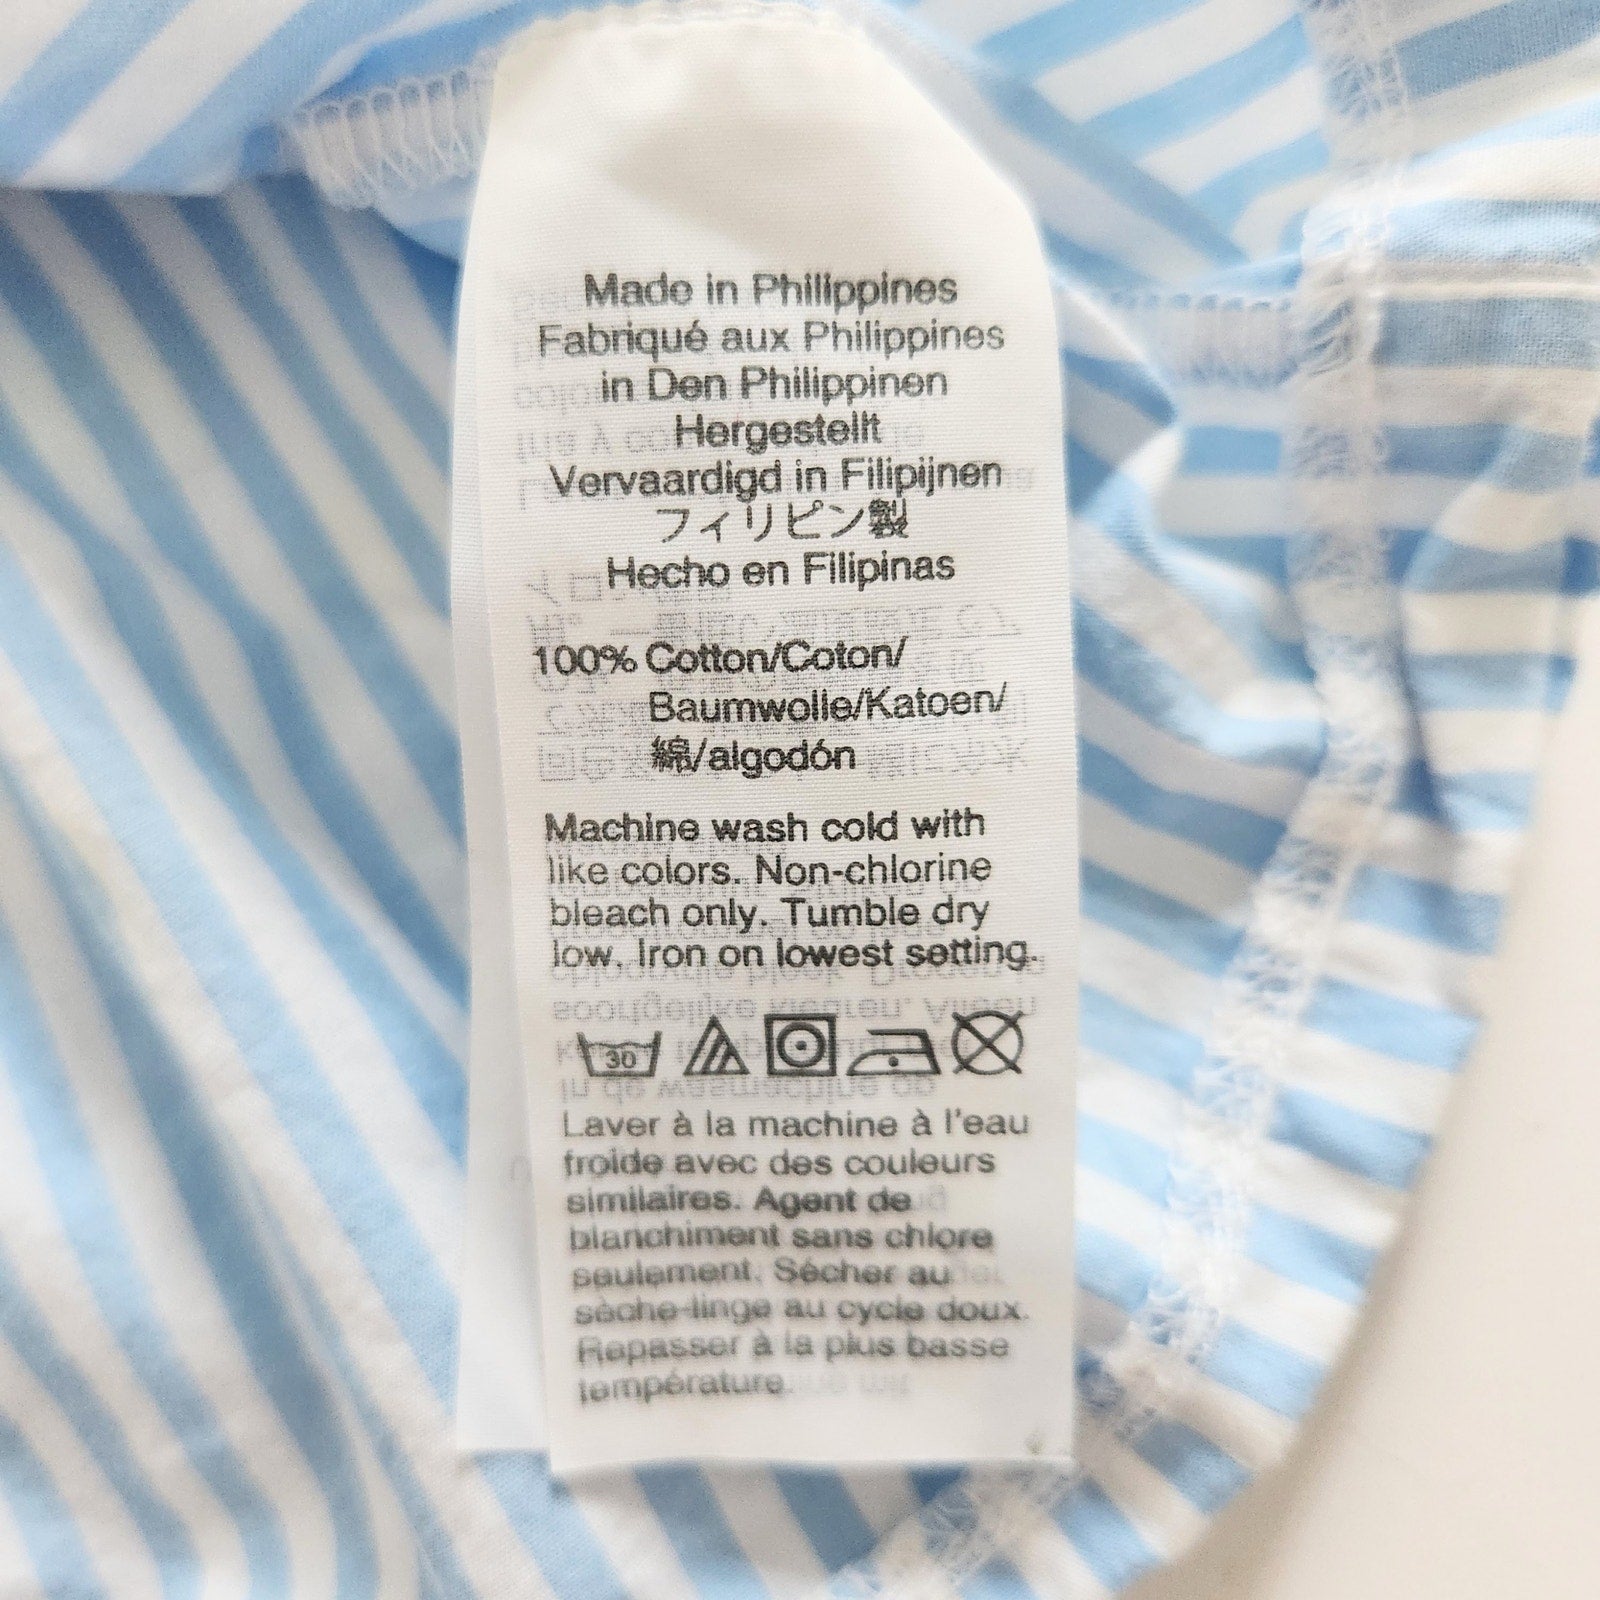 Made in Philippines
Fabriqué aux Philippines
in Den Philippinen
Hergestellt
Vervaardigd in Filipijnen
フィリピン製
Hecho en Filipinas
100% Cotton/Coton/
Baumwolle/Katoen/
綿/algodón
Machine wash cold with
like colors. Non-chlorine
bleach only. Tumble dry
low. Iron on lowest setting.
30
Laver à la machine à l'eau
froide avec des couleurs
similaires. Agent de
blanchiment sans chlore
seulement. Sécher au
sèche-linge au cycle doux.
Repasser à la plus basse
température.